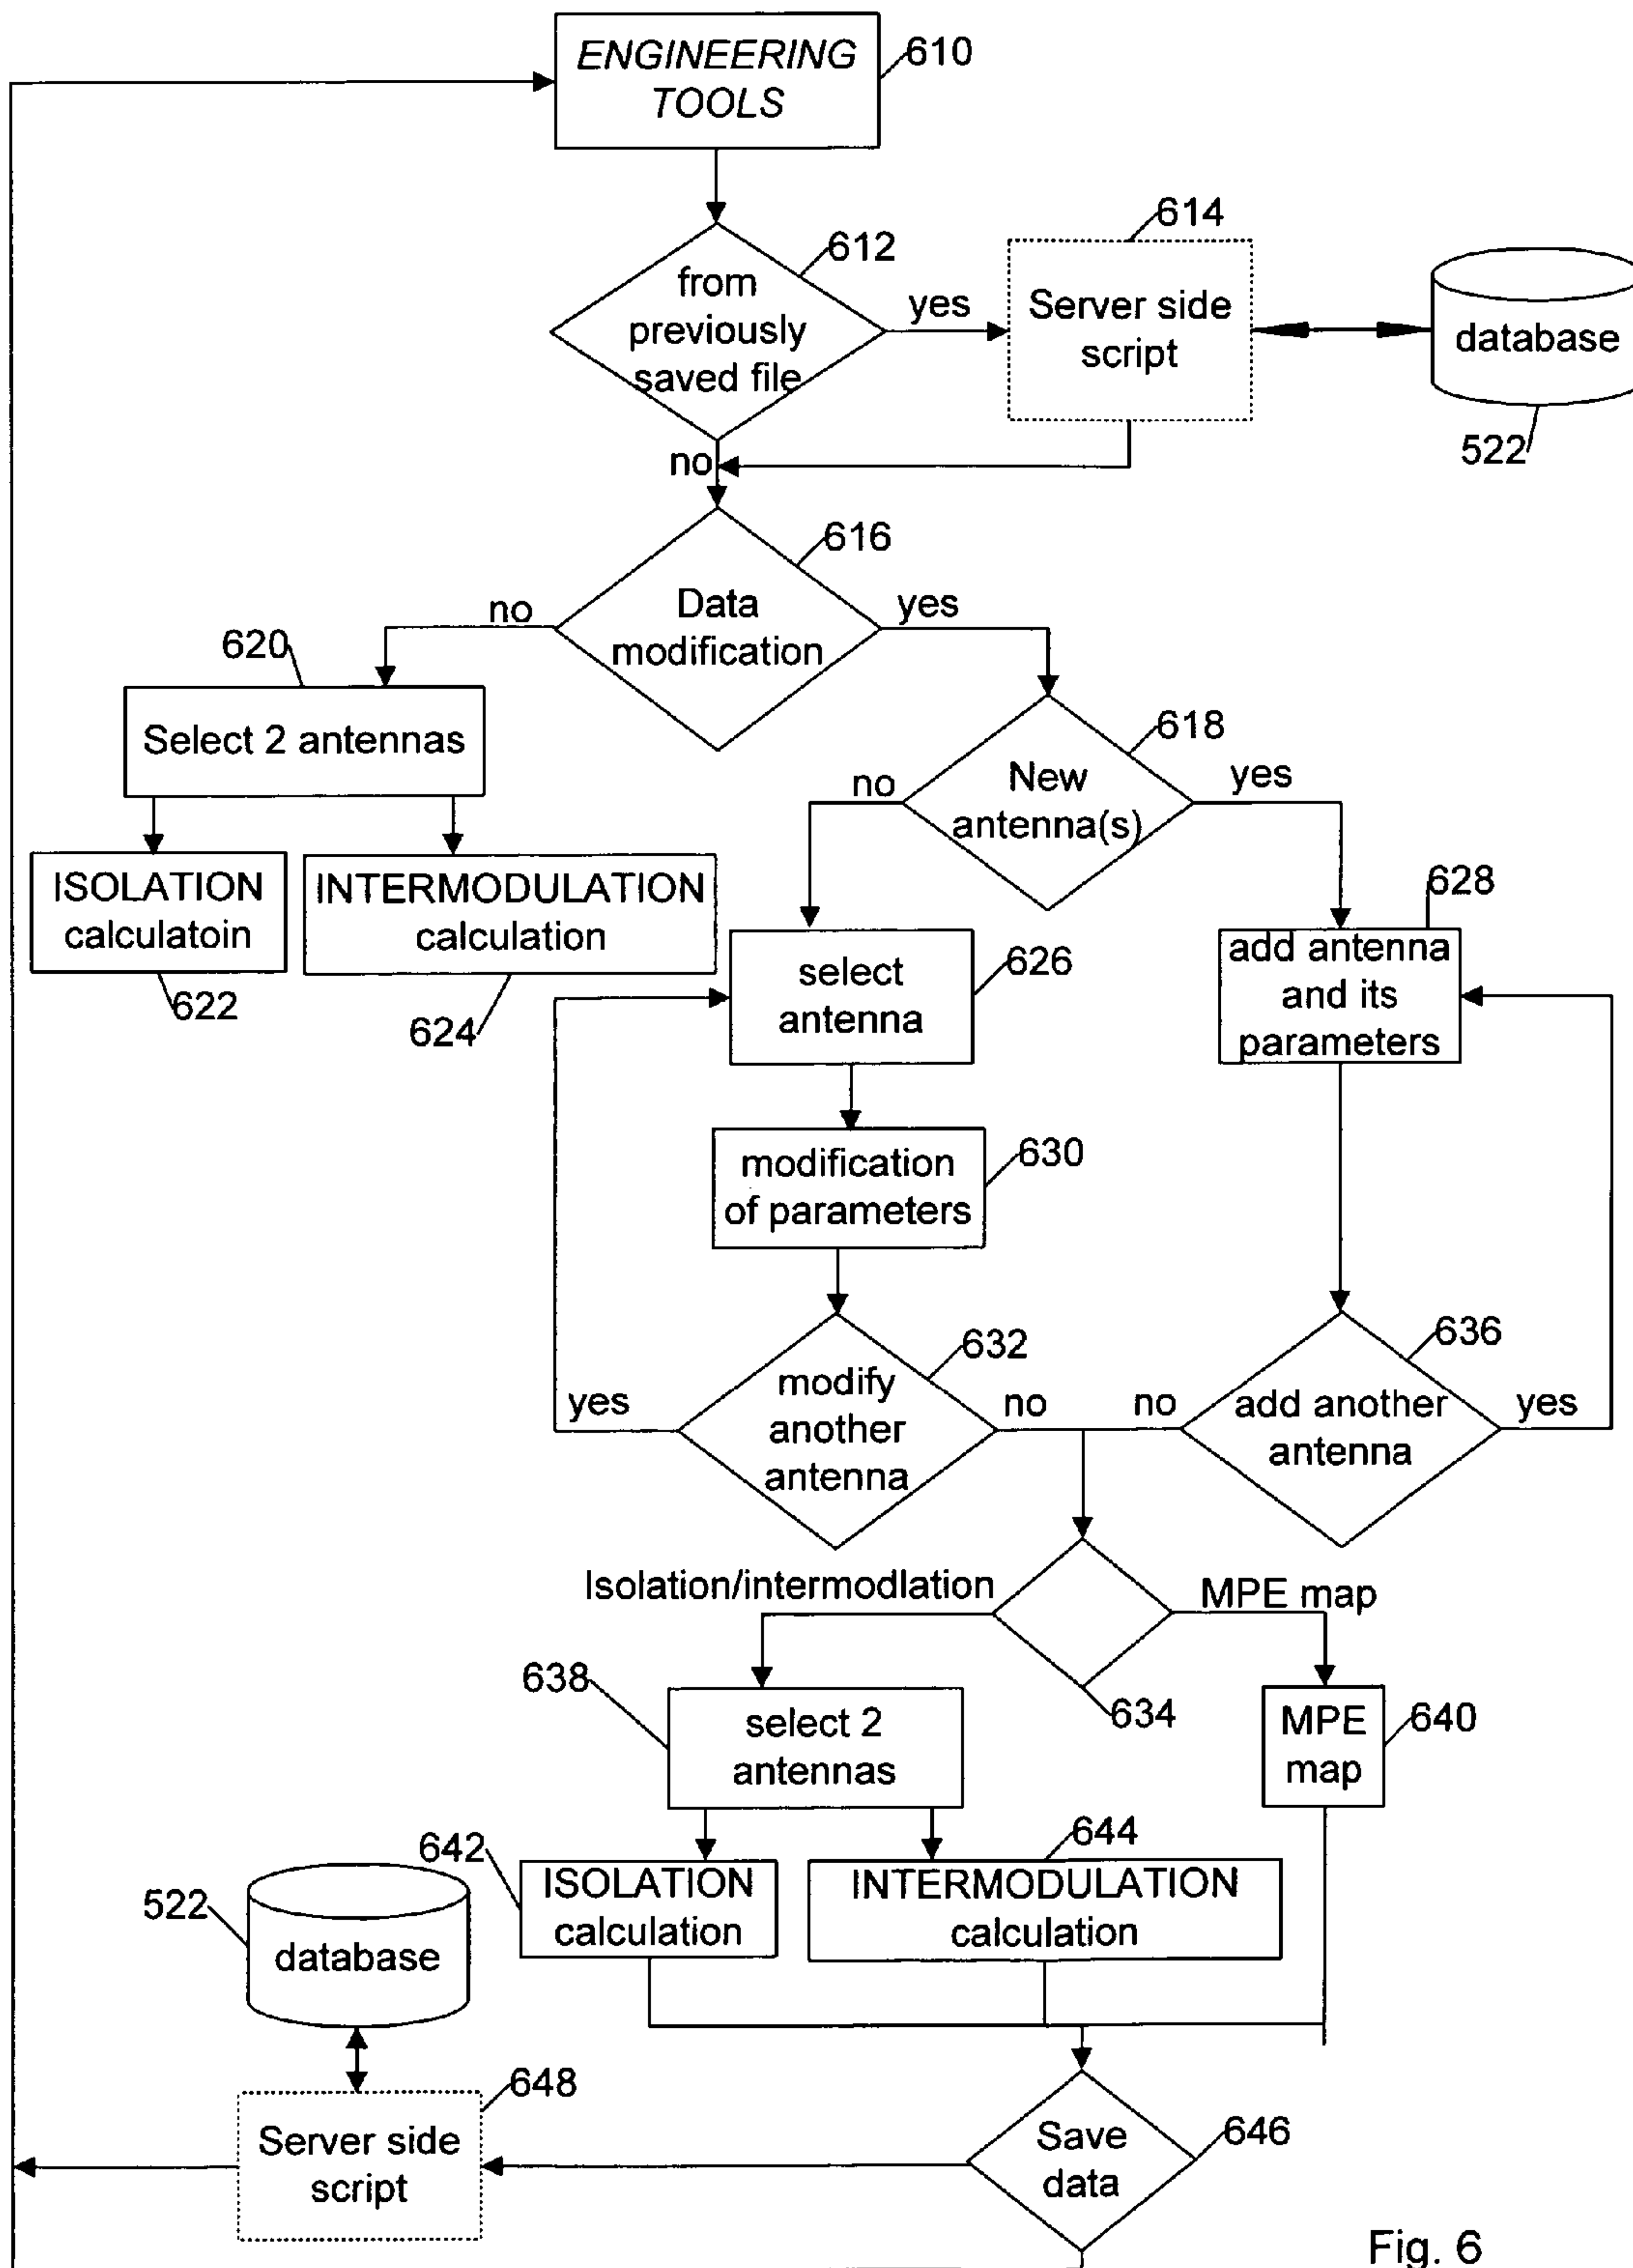 ENGINEERING
TOOLS
610
612
from
previously
saved file
yes
614
Server side
script
database
522
no
616
Data
modification
no
yes
620
Select 2 antennas
618
New
antenna(s)
no
yes
ISOLATION
calculatoin
622
INTERMODULATION
calculation
624
select
antenna
626
628
add antenna
and its
parameters
modification
of parameters
630
632
modify
another
antenna
yes
no
636
add another
antenna
no
yes
Isolation/intermodlation
MPE map
634
638
select 2
antennas
MPE
map
640
642
ISOLATION
calculation
644
INTERMODULATION
calculation
522
database
648
Server side
script
Save
data
646
Fig. 6